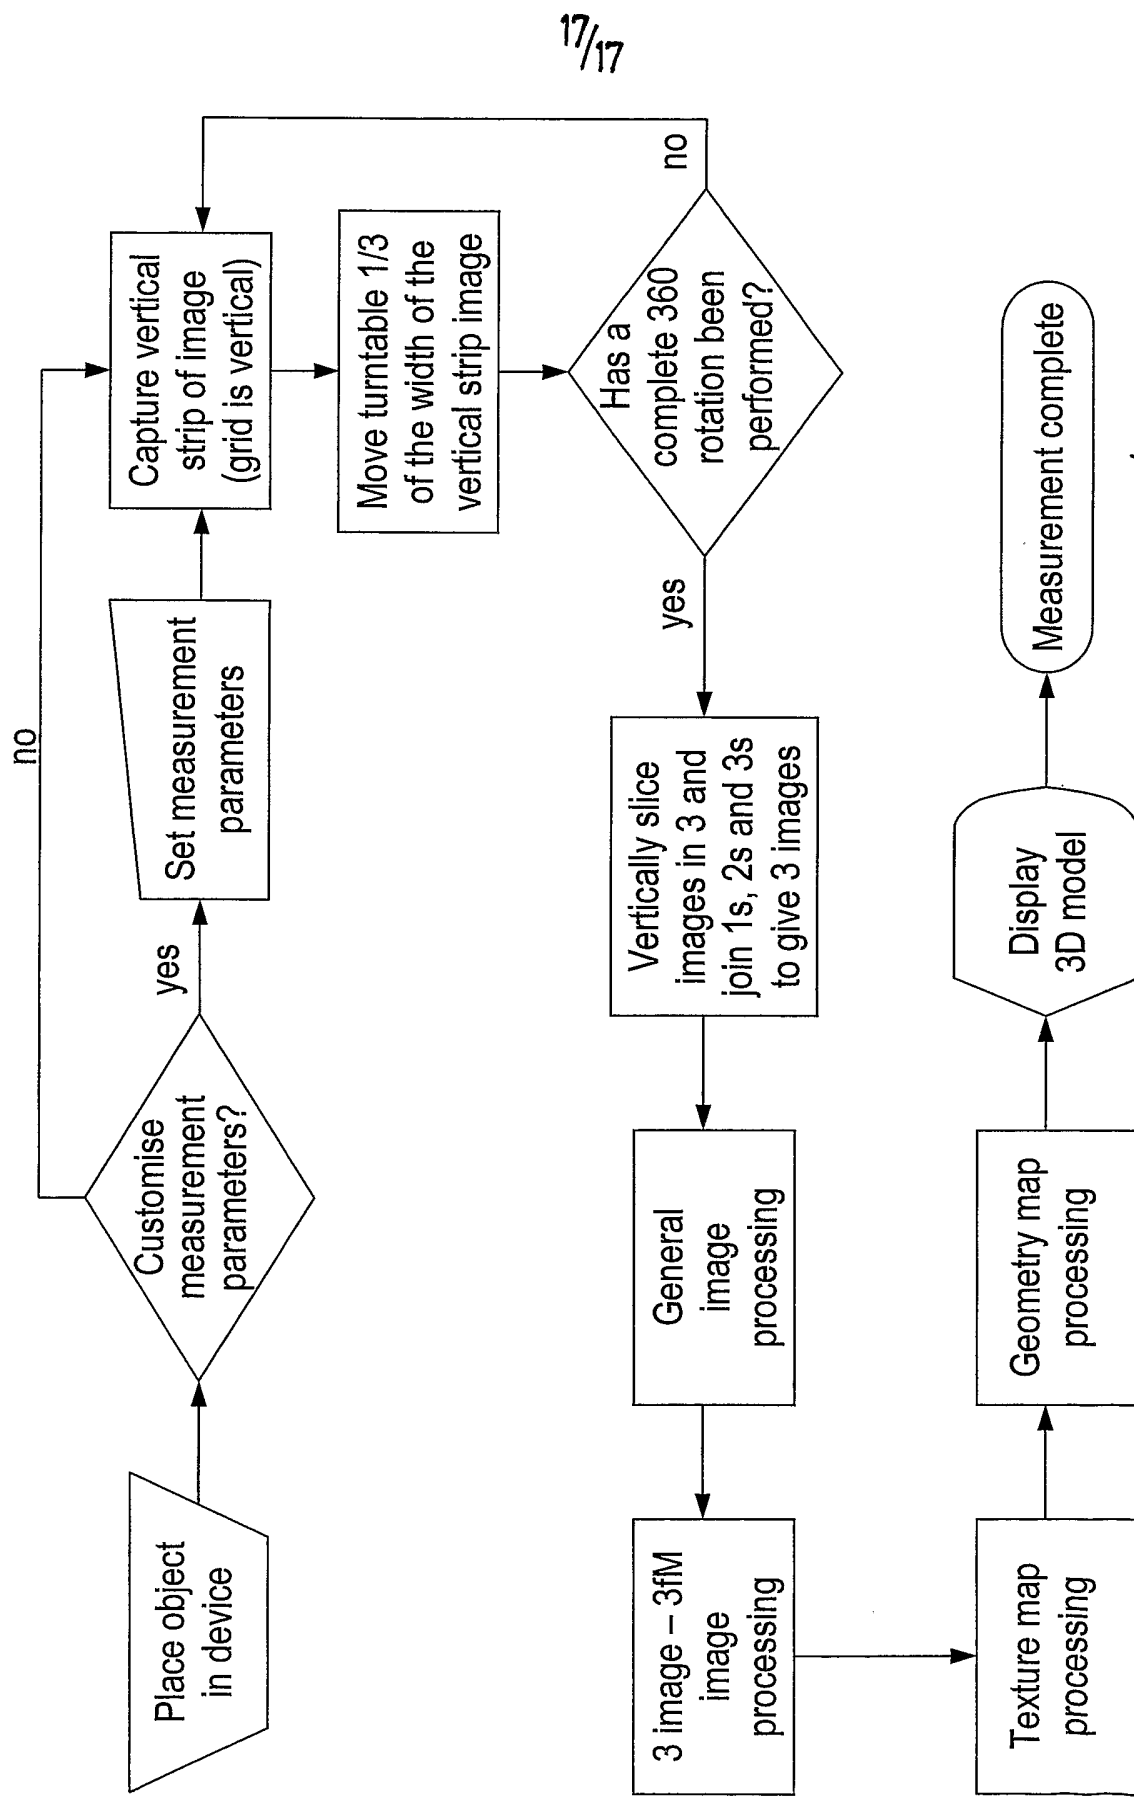 17/17
Place object
in device
Customise
measurement
parameters?
no
yes
Set measurement
parameters
Capture vertical
strip of image
(grid is vertical)
Move turntable 1/3
of the width of the
vertical strip image
Has a
complete 360
rotation been
performed?
no
yes
Vertically slice
images in 3 and
join 1s, 2s and 3s
to give 3 images
General
image
processing
3 image – 3fM
image
processing
Texture map
processing
Geometry map
processing
Display
3D model
Measurement complete